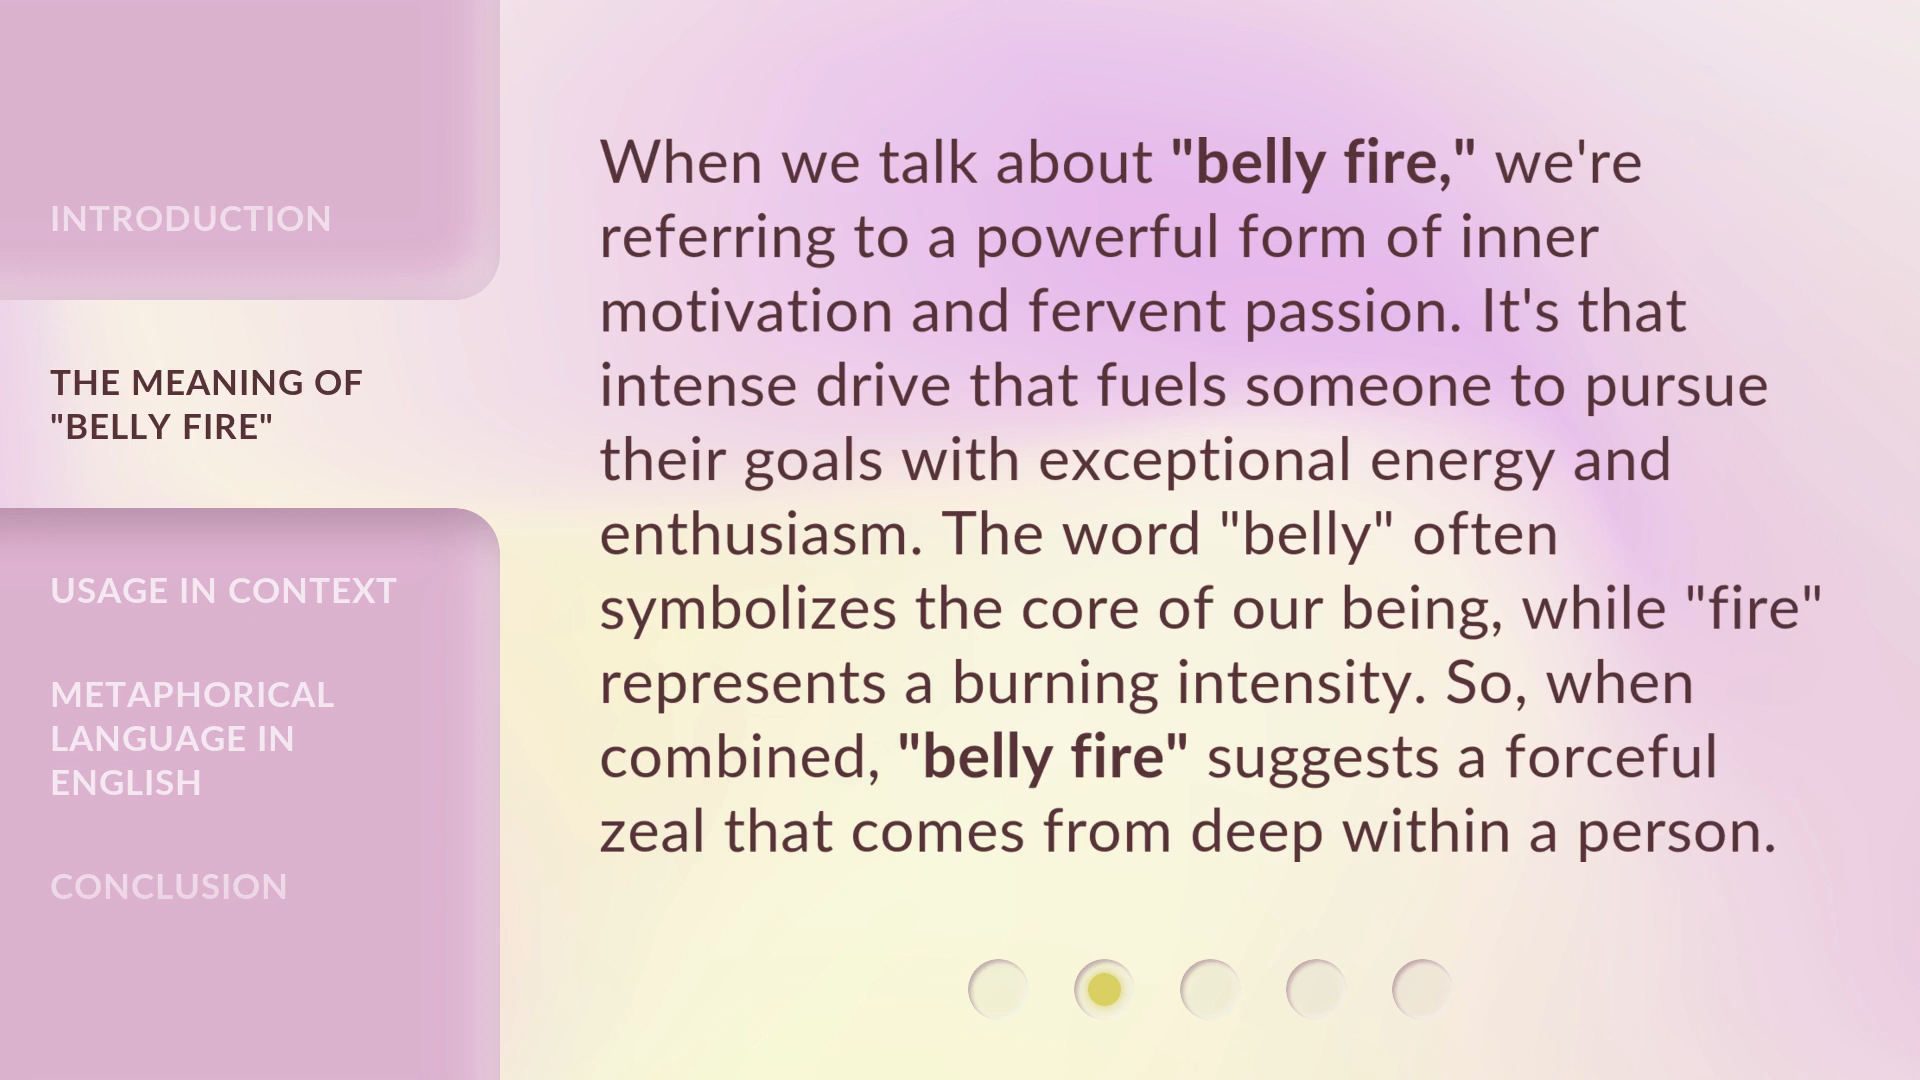 INTRODUCTION
THE MEANING OF
"BELLY FIRE"
USAGE IN CONTEXT
METAPHORICAL
LANGUAGE IN
ENGLISH
CONCLUSION
When we talk about "belly fire," we're
referring to a powerful form of inner
motivation and fervent passion. It's that
intense drive that fuels someone to pursue
their goals with exceptional energy and
enthusiasm. The word "belly" often
symbolizes the core of our being, while "fire"
represents a burning intensity. So, when
combined, "belly fire" suggests a forceful
zeal that comes from deep within a person.